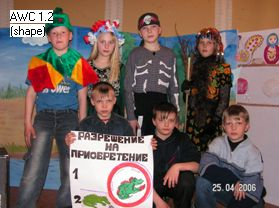 AWC 1.2
(shape)
РАЗРЕШЕНИЕ
НА
ПРИОБРЕТЕНИЕ
1
2
25.04 2006